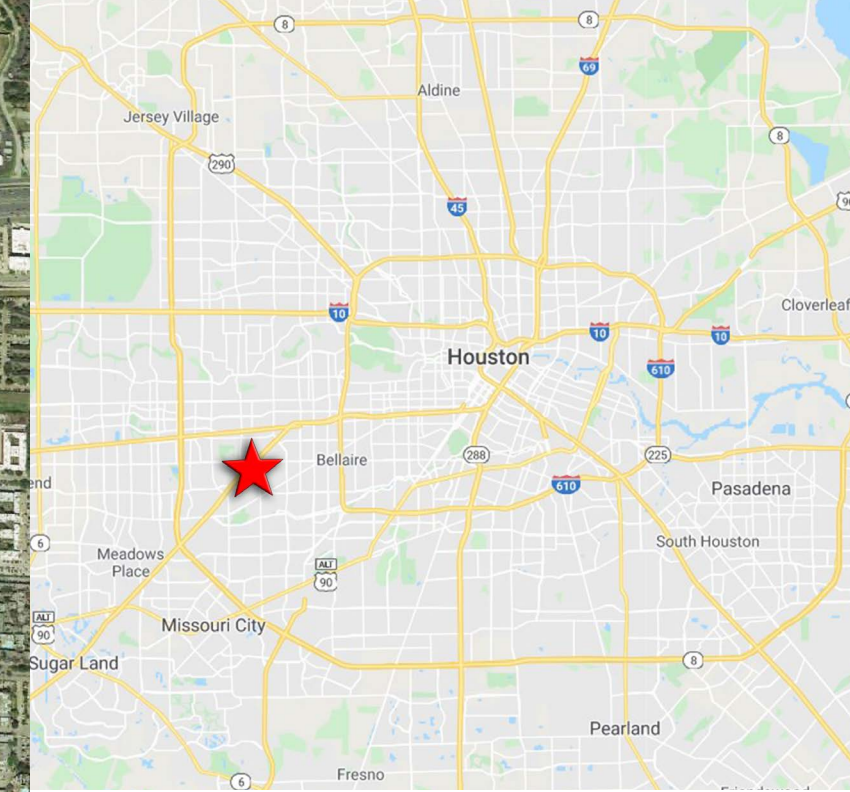 8
8
69
Aldine
Jersey Village
8
290
90
45
Cloverleaf
10
10
10
Houston
610
Bellaire
288
225
end
610
Pasadena
6
South Houston
Meadows
Place
ALT
90
ALT
90
Missouri City
Sugar Land
8
Pearland
Fresno
6